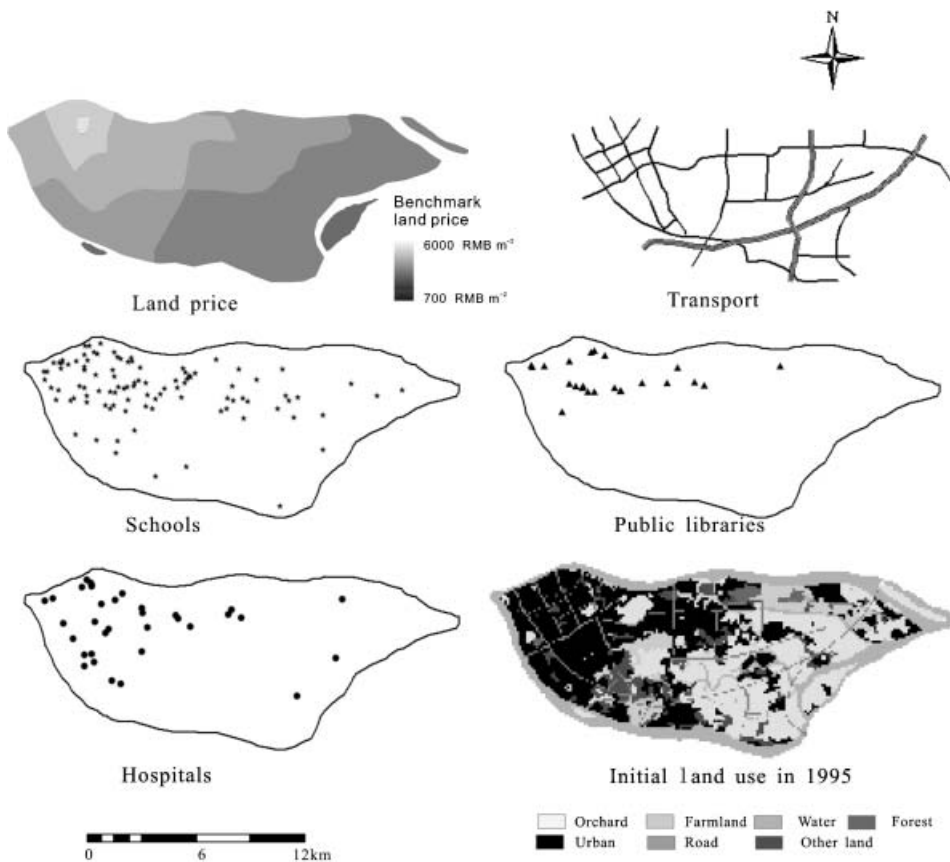 N
Benchmark
land price
6000 RMB m⁻²
700 RMB m⁻²
Land price
Transport
Schools
Public libraries
Hospitals
Initial land use in 1995
Orchard Farmland Water Forest
Urban Road Other land
0 6 12km